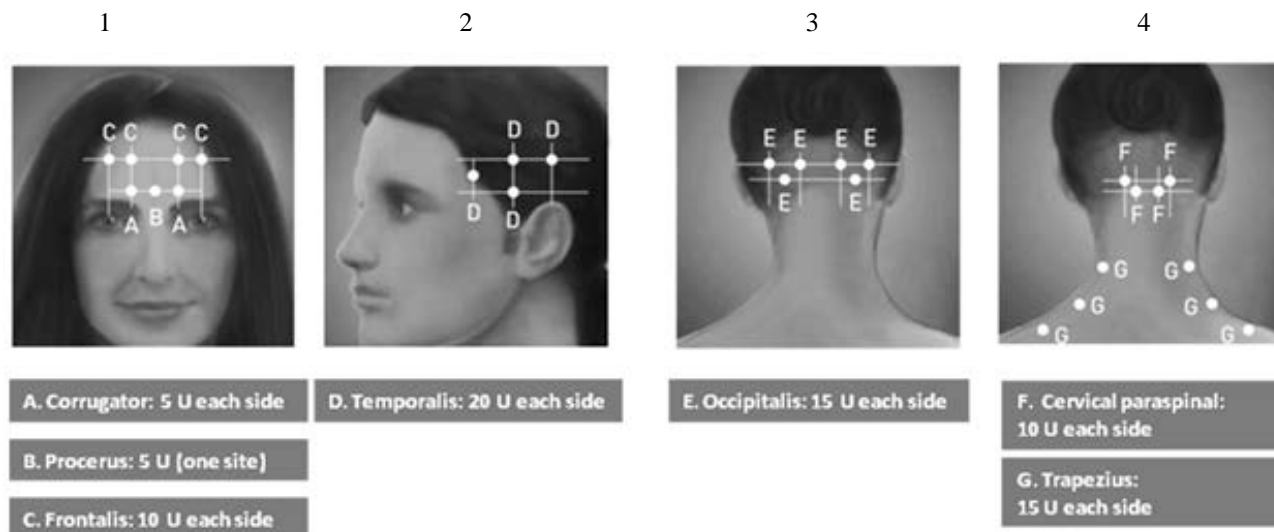 1 2 3 4
C C C C
A B A
D D
D D
E E E E
E E
F F
F F
G G
G G
G G
A. Corrugator: 5 U each side
B. Procerus: 5 U (one site)
C. Frontalis: 10 U each side
D. Temporalis: 20 U each side
E. Occipitalis: 15 U each side
F. Cervical paraspinal:
10 U each side
G. Trapezius:
15 U each side